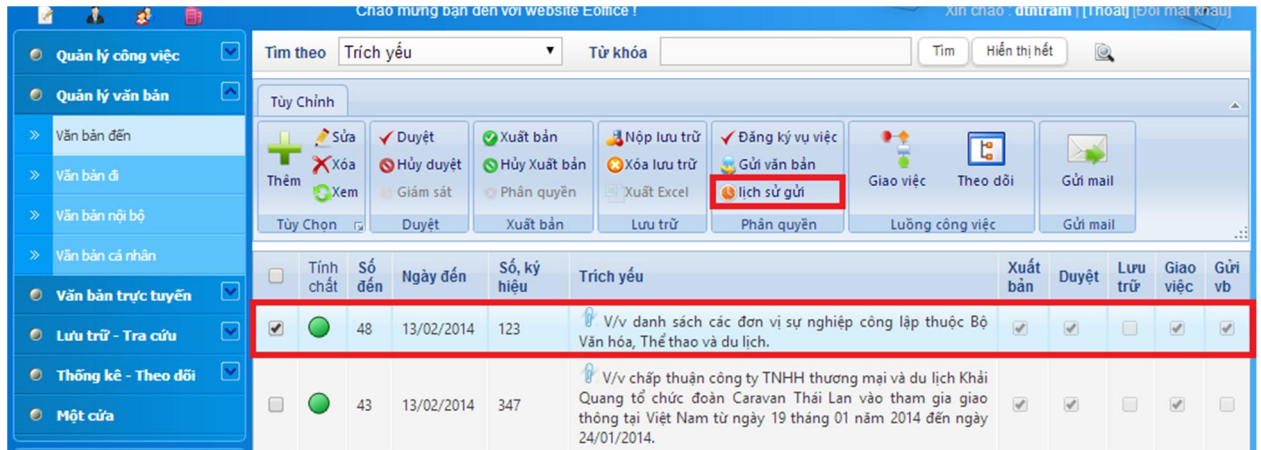 Chào mừng bạn đến với website Eoffice !
Xin chào : dtntram | [Thoát] [Đổi mật khẩu]
Quản lý công việc
Quản lý văn bản
Văn bản đến
Văn bản đi
Văn bản nội bộ
Văn bản cá nhân
Văn bản trực tuyến
Lưu trữ - Tra cứu
Thống kê - Theo dõi
Một cửa
Tìm theo Trích yếu Từ khóa Tìm Hiển thị hết
Tùy Chỉnh
Thêm Sửa Xóa Xem
Tùy Chọn
Duyệt
Hủy duyệt
Giám sát
Duyệt
Xuất bản
Hủy Xuất bản
Phân quyền
Xuất bản
Nộp lưu trữ
Xóa lưu trữ
Xuất Excel
Lưu trữ
Đăng ký vụ việc
Gửi văn bản
lịch sử gửi
Phân quyền
Giao việc Theo dõi
Luồng công việc
Gửi mail
Gửi mail
Tính chất Số đến Ngày đến Số, ký hiệu Trích yếu Xuất bản Duyệt Lưu trữ Giao việc Gửi vb
48 13/02/2014 123 V/v danh sách các đơn vị sự nghiệp công lập thuộc Bộ
Văn hóa, Thể thao và du lịch.
V/v chấp thuận công ty TNHH thương mại và du lịch Khải
43 13/02/2014 347 Quang tổ chức đoàn Caravan Thái Lan vào tham gia giao
thông tại Việt Nam từ ngày 19 tháng 01 năm 2014 đến ngày
24/01/2014.